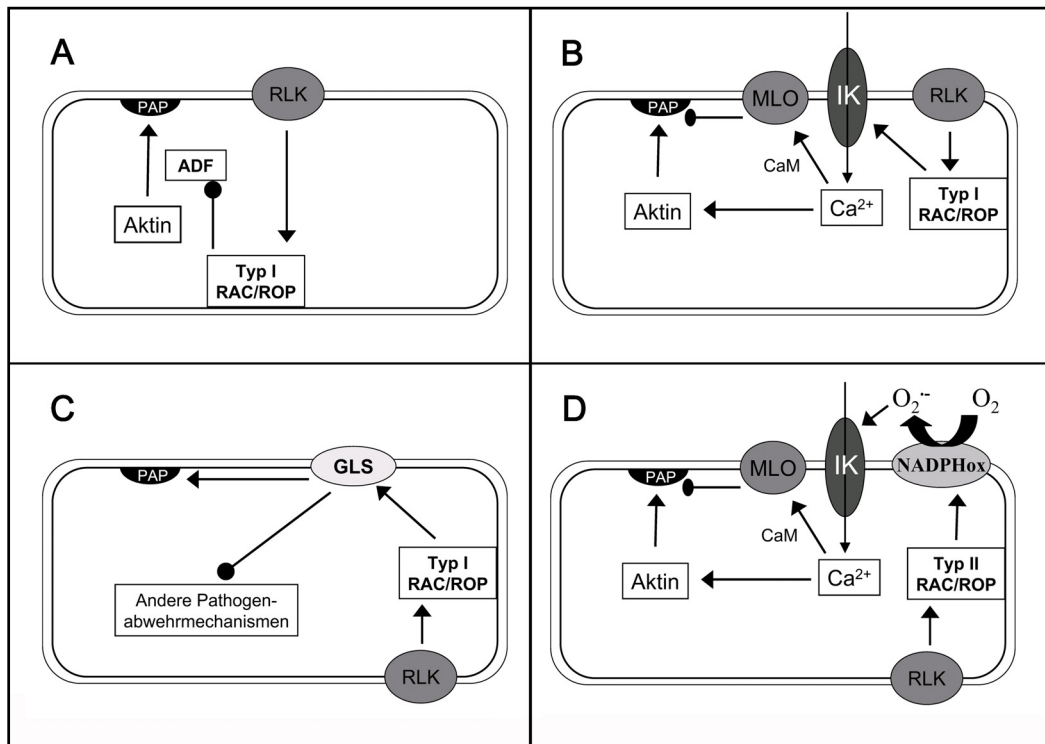 A
RLK
PAP
ADF
Aktin
Typ I
RAC/ROP
B
MLO
IK
RLK
PAP
CaM
Aktin
Ca²⁺
Typ I
RAC/ROP
C
GLS
PAP
Typ I
RAC/ROP
Andere Pathogen-
abwehrmechanismen
RLK
D
O₂·⁻
O₂
MLO
IK
NADPHox
PAP
CaM
Aktin
Ca²⁺
Typ II
RAC/ROP
RLK